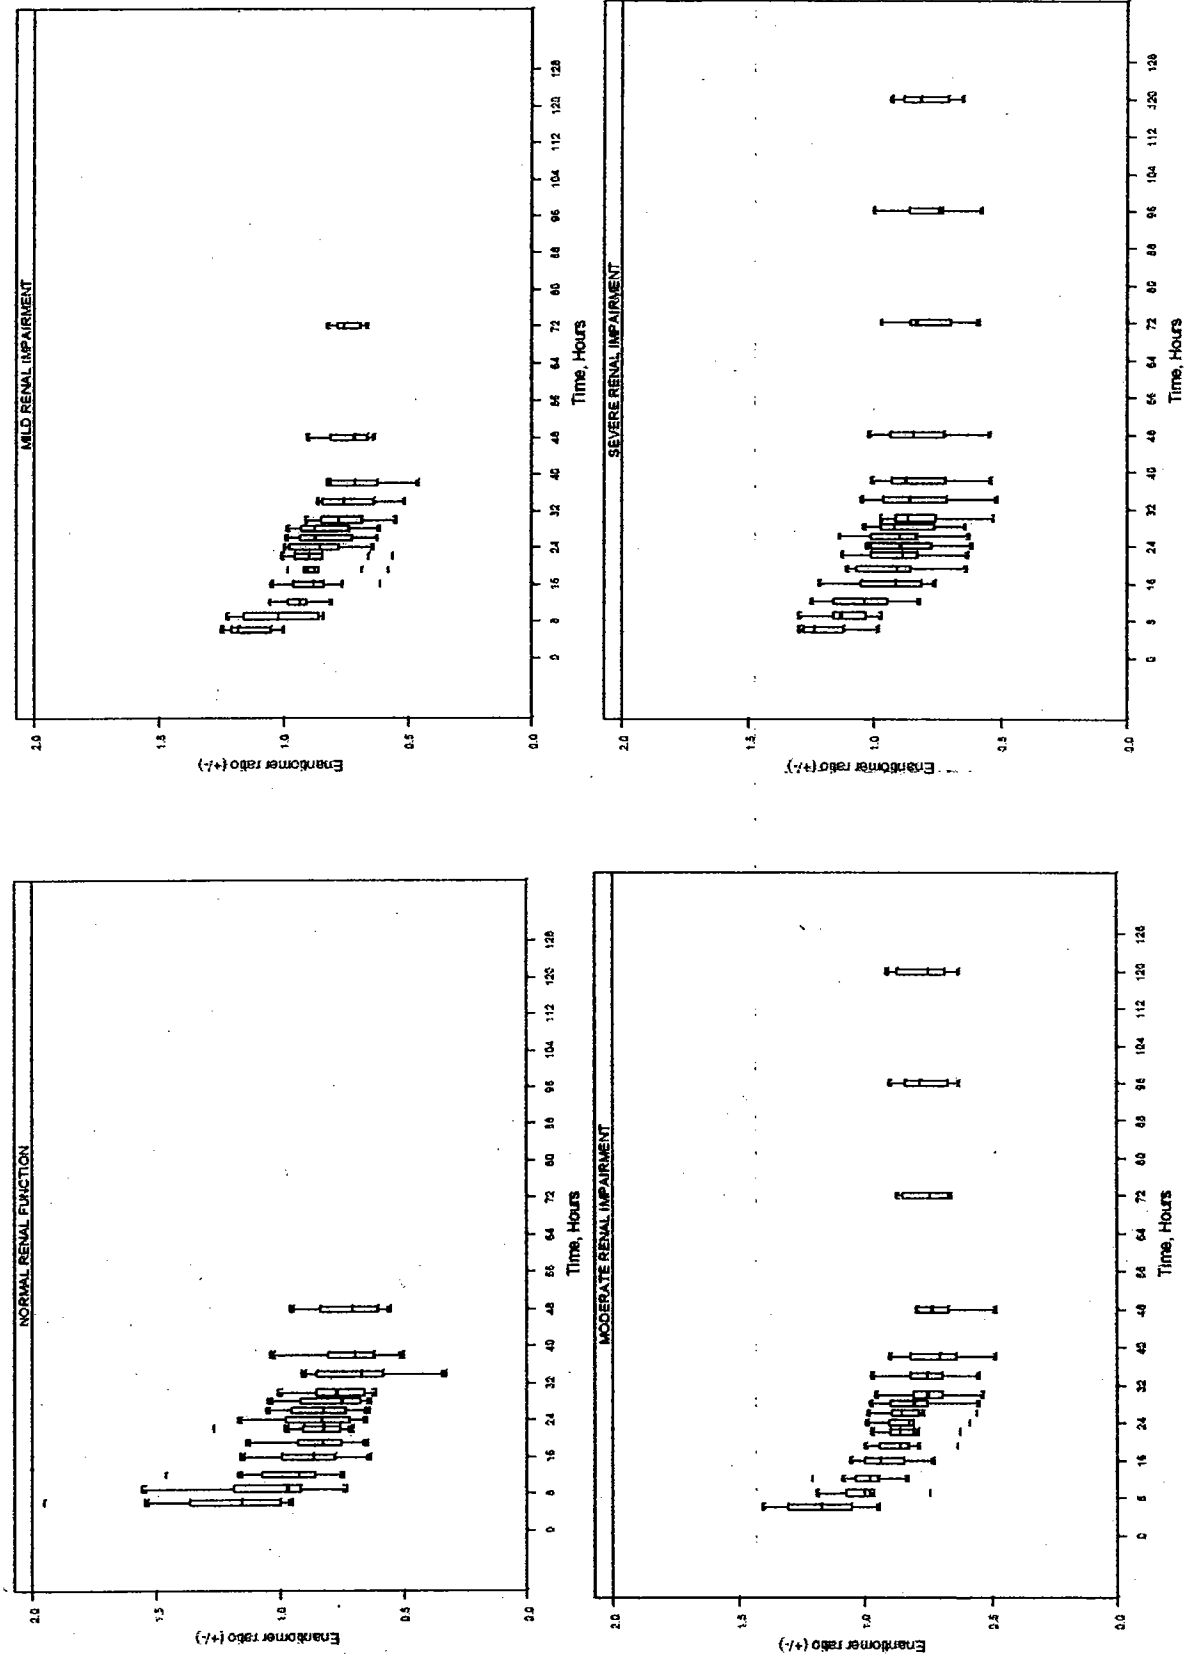 NORMAL RENAL FUNCTION
Enantiomer ratio (+/-)
2.0
1.5
1.0
0.5
0.0
0 8 16 24 32 40 48 56 64 72 80 88 96 104 112 120 128
Time, Hours
MILD RENAL IMPAIRMENT
Enantiomer ratio (+/-)
2.0
1.5
1.0
0.5
0.0
0 8 16 24 32 40 48 56 64 72 80 88 96 104 112 120 128
Time, Hours
MODERATE RENAL IMPAIRMENT
Enantiomer ratio (+/-)
2.0
1.5
1.0
0.5
0.0
0 8 16 24 32 40 48 56 64 72 80 88 96 104 112 120 128
Time, Hours
SEVERE RENAL IMPAIRMENT
Enantiomer ratio (+/-)
2.0
1.5
1.0
0.5
0.0
0 8 16 24 32 40 48 56 64 72 80 88 96 104 112 120 128
Time, Hours